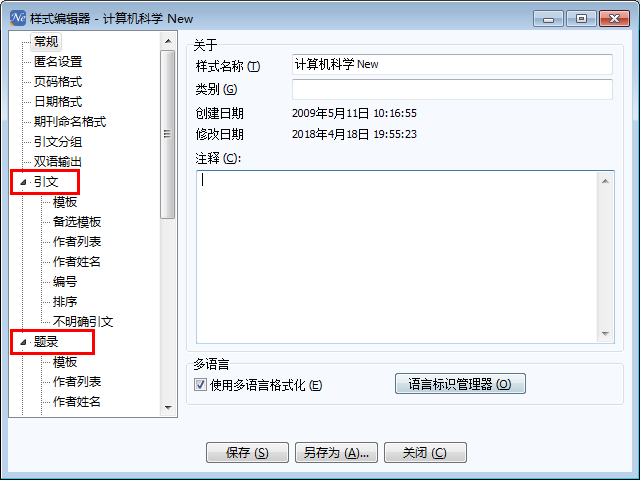 Ne 样式编辑器 - 计算机科学 New
常规
匿名设置
页码格式
日期格式
期刊命名格式
引文分组
双语输出
引文
模板
备选模板
作者列表
作者姓名
编号
排序
不明确引文
题录
模板
作者列表
作者姓名
关于
样式名称 (T) 计算机科学 New
类别 (G)
创建日期 2009年5月11日 10:16:55
修改日期 2018年4月18日 19:55:23
注释 (C):
多语言
使用多语言格式化 (E) 语言标识管理器 (O)
保存 (S) 另存为 (A)... 关闭 (C)